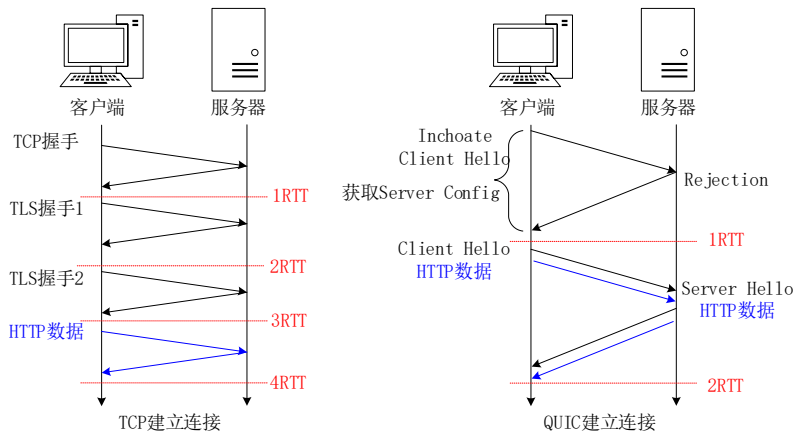 客户端
服务器
TCP握手
1RTT
TLS握手1
2RTT
TLS握手2
3RTT
HTTP数据
4RTT
TCP建立连接
客户端
服务器
Inchoate
Client Hello
获取Server Config
Rejection
1RTT
Client Hello
HTTP数据
Server Hello
HTTP数据
2RTT
QUIC建立连接